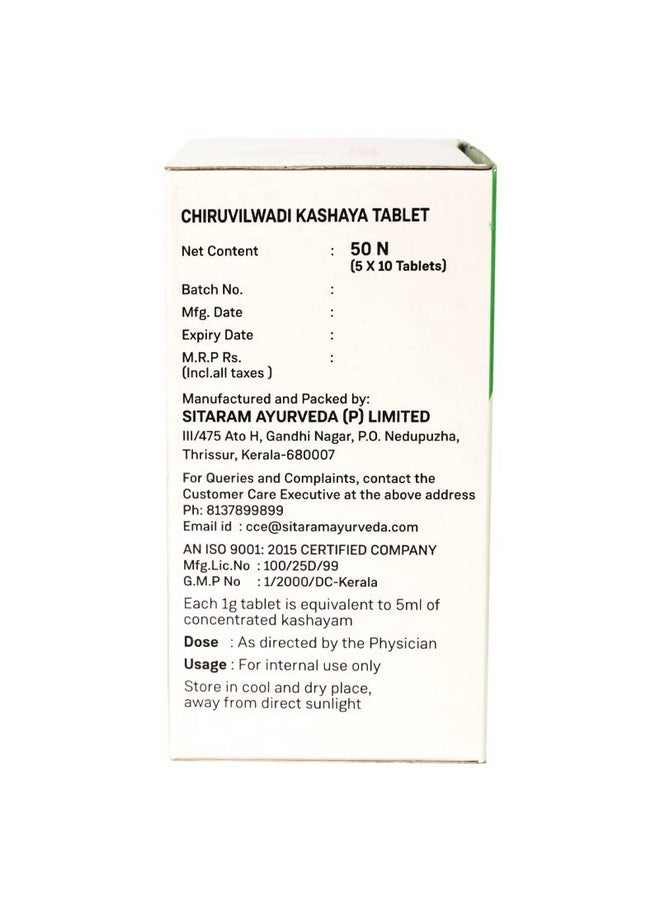 CHIRUVILWADI KASHAYA TABLET
Net Content : 50 N
(5 X 10 Tablets)
Batch No. :
Mfg. Date :
Expiry Date :
M.R.P Rs. :
(Incl.all taxes )
Manufactured and Packed by:
SITARAM AYURVEDA (P) LIMITED
III/475 Ato H, Gandhi Nagar, P.O. Nedupuzha,
Thrissur, Kerala-680007
For Queries and Complaints, contact the
Customer Care Executive at the above address
Ph: 8137899899
Email id : cce@sitaramayurveda.com
AN ISO 9001: 2015 CERTIFIED COMPANY
Mfg.Lic.No : 100/25D/99
G.M.P No : 1/2000/DC-Kerala
Each 1g tablet is equivalent to 5ml of
concentrated kashayam
Dose : As directed by the Physician
Usage : For internal use only
Store in cool and dry place,
away from direct sunlight